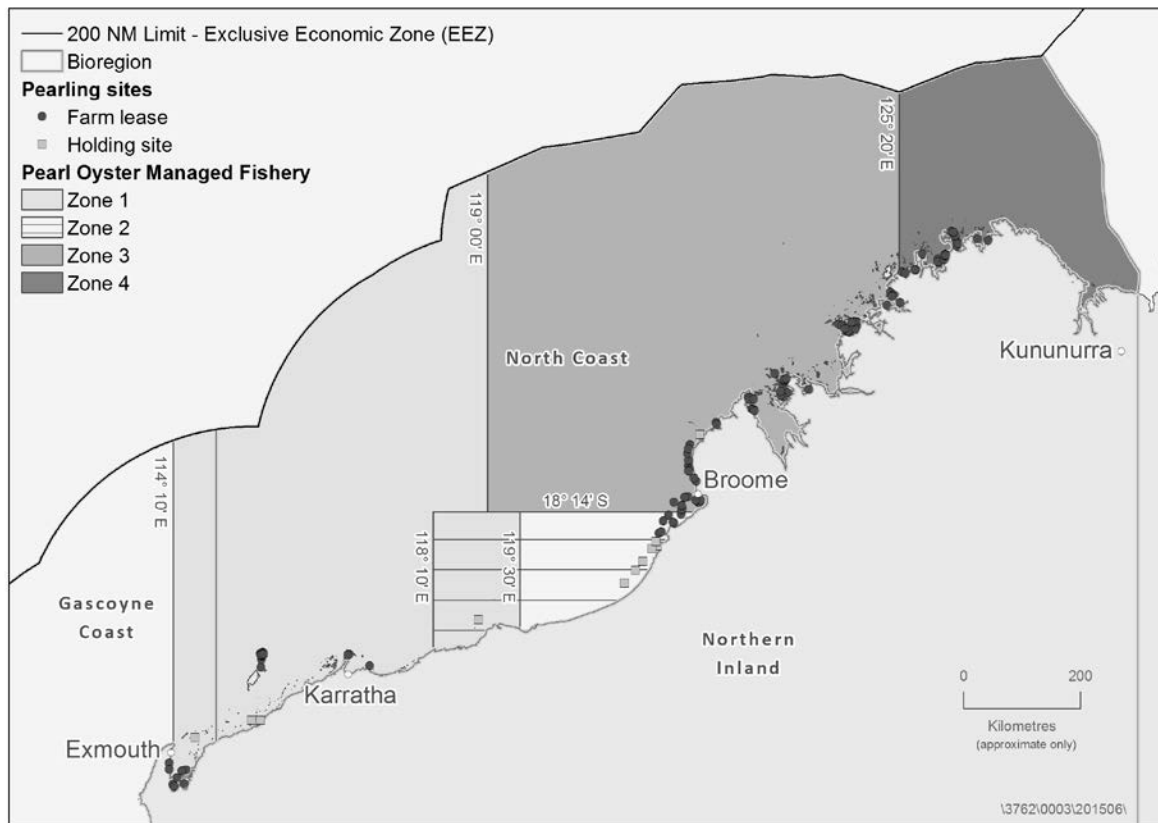 200 NM Limit - Exclusive Economic Zone (EEZ)
Bioregion
Pearling sites
Farm lease
Holding site
Pearl Oyster Managed Fishery
Zone 1
Zone 2
Zone 3
Zone 4
125° 20' E
119° 00' E
North Coast
Kununurra
114° 10' E
Broome
18° 14' S
118° 10' E
119° 30' E
Gascoyne
Coast
Northern
Inland
Karratha
0
200
Kilometres
(approximate only)
Exmouth
\3762\0003\201506\